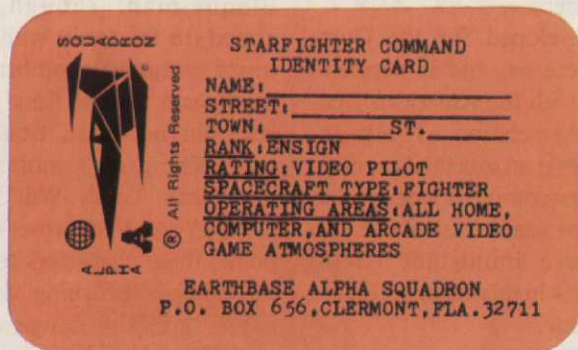 SQUADRON
ALPHA
© All Rights Reserved
®
STARFIGHTER COMMAND
IDENTITY CARD
NAME:
STREET:
TOWN: ST.
RANK:ENSIGN
RATING:VIDEO PILOT
SPACECRAFT TYPE:FIGHTER
OPERATING AREAS:ALL HOME,
COMPUTER,AND ARCADE VIDEO
GAME ATMOSPHERES
EARTHBASE ALPHA SQUADRON
P.O. BOX 656,CLERMONT,FLA.32711